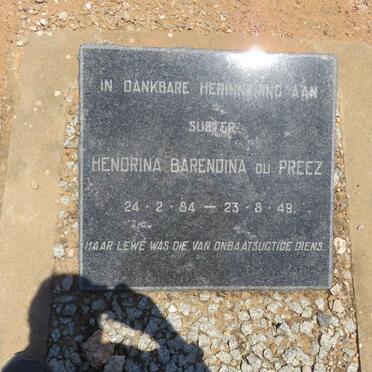 IN DANKBARE HERINNERING AAN
SUSTER
HENDRINA BARENDINA DU PREEZ
24 · 2 · 84 — 23 · 8 · 49.
HAAR LEWE WAS DIE VAN ONBAATSUGTIGE DIENS.